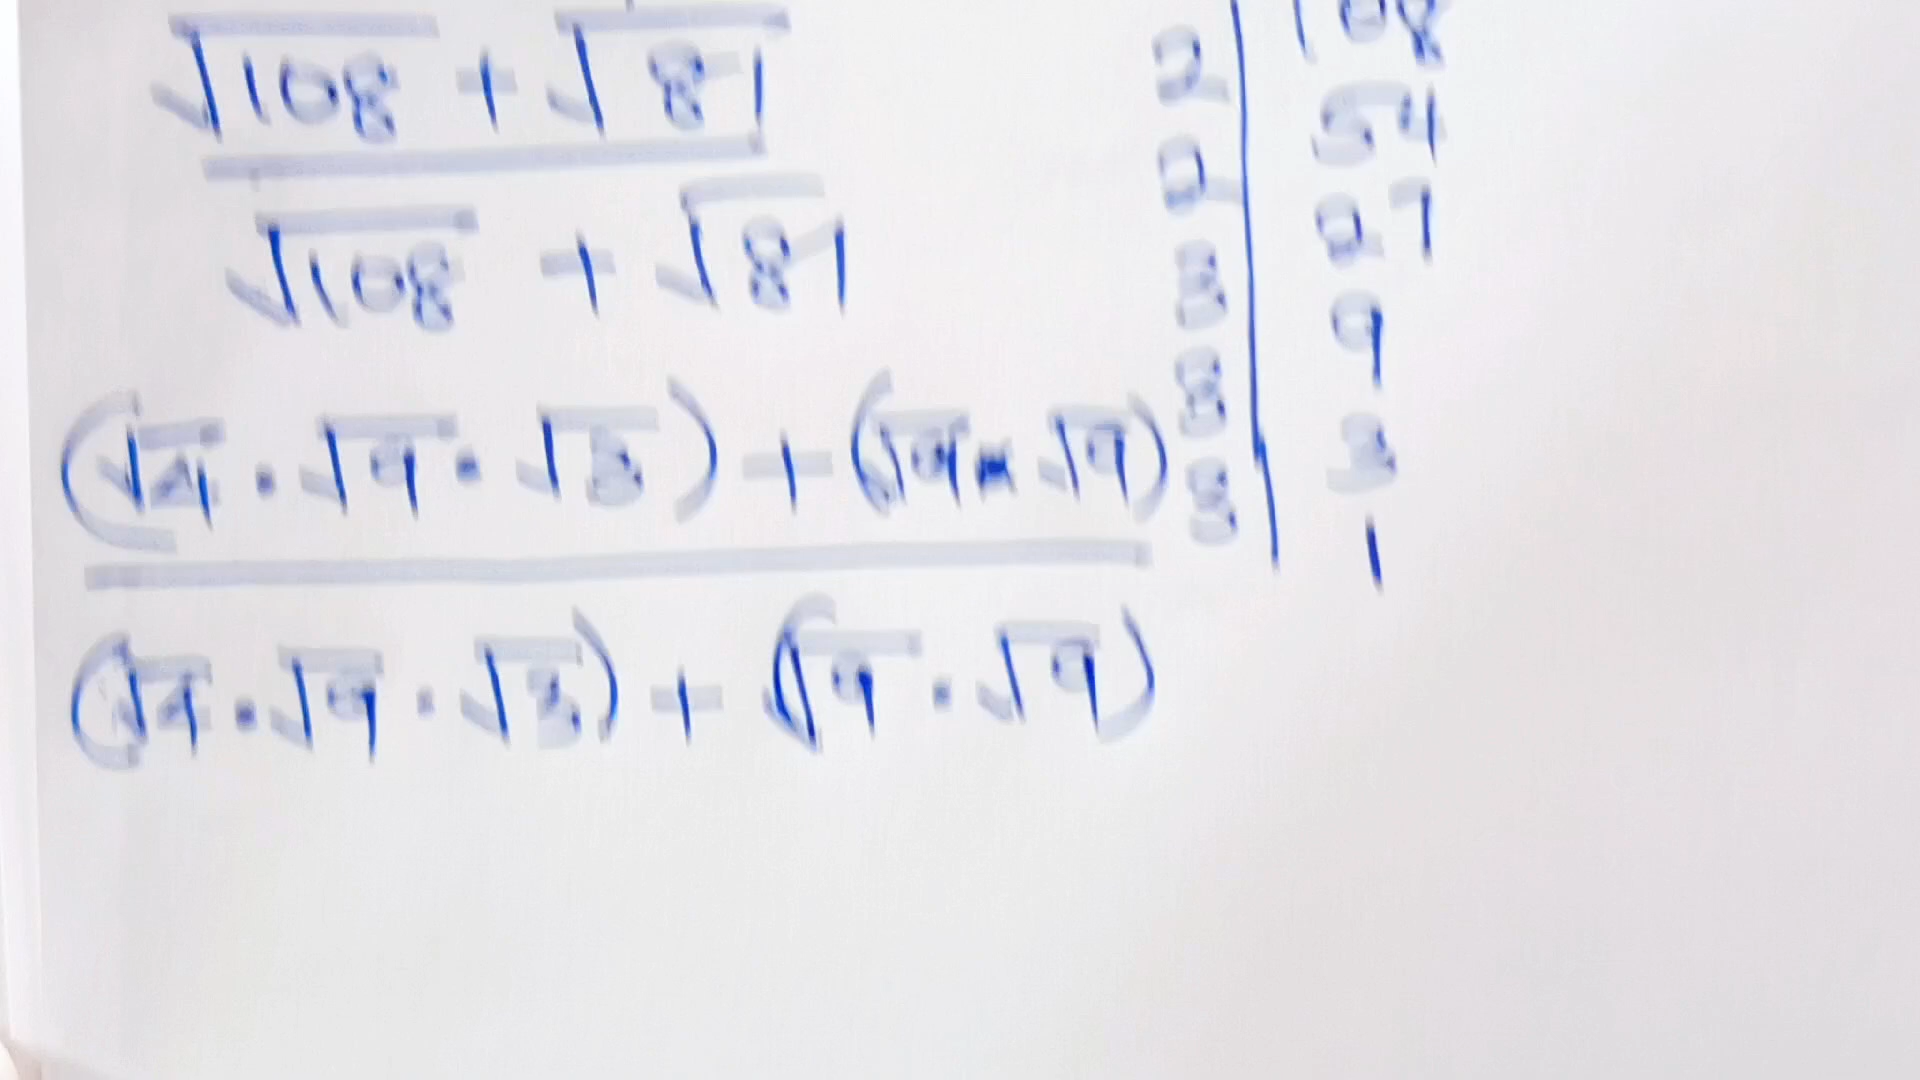 √108 + √81
√108 + √81
(√4 · √9 · √3) + (√9 · √9)
(√4 · √9 · √3) + (√9 · √9)
108
2 54
2 27
3 9
3 3
3 1